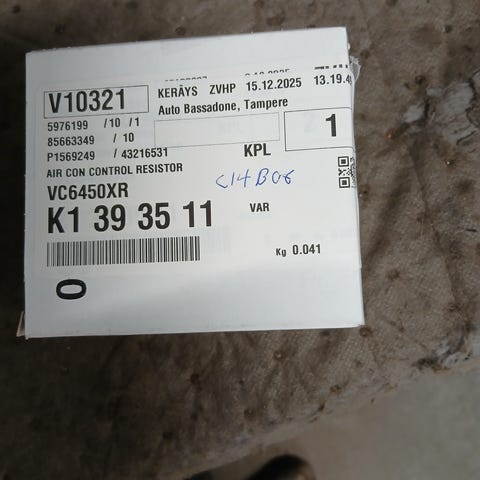 V10321
KERÄYS ZVHP 15.12.2025 13.19.4
Auto Bassadone, Tampere
5976199 /10 /1
85663349 / 10
P1569249 / 43216531
KPL
1
AIR CON CONTROL RESISTOR
C14B06
VC6450XR
K1 39 35 11
VAR
Kg 0.041
0